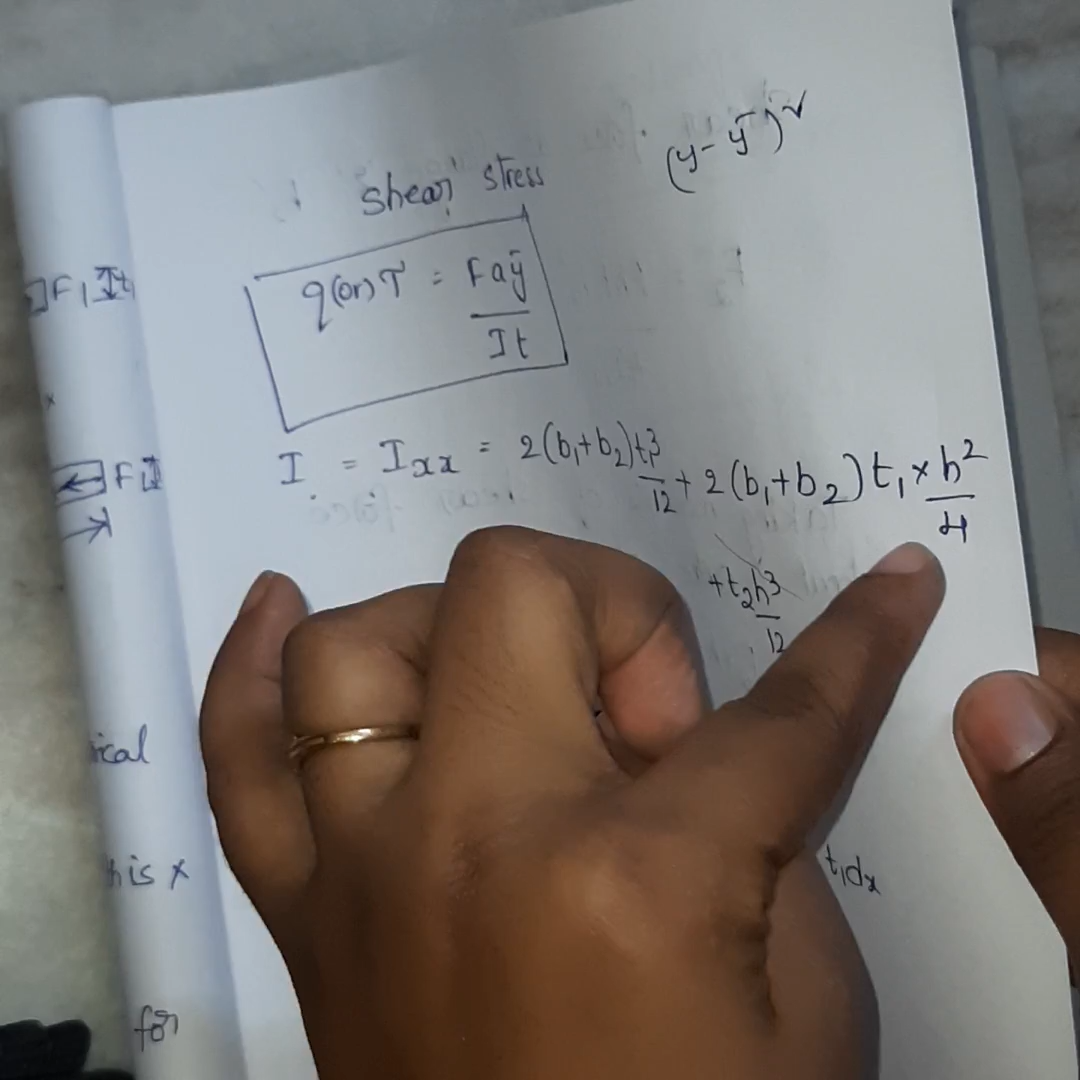 (y-ȳ)²
shear stress
q(or)τ = Faȳ
It
I = Ixx = 2(b₁+b₂)t₁³/12 + 2(b₁+b₂)t₁ × h²/4
+t₂h³/12
t₁dx
ical
his x
for